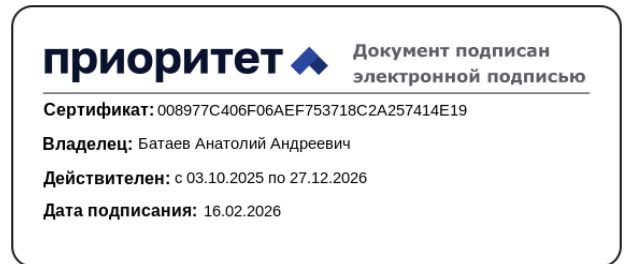 приоритет
Документ подписан
электронной подписью
Сертификат: 008977C406F06AEF753718C2A257414E19
Владелец: Батаев Анатолий Андреевич
Действителен: с 03.10.2025 по 27.12.2026
Дата подписания: 16.02.2026